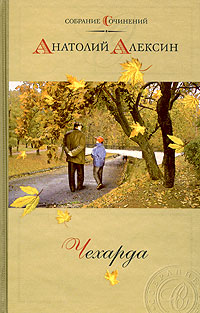 СОБРАНИЕ СОЧИНЕНИЙ
АНАТОЛИЙ АЛЕКСИН
Чехарда